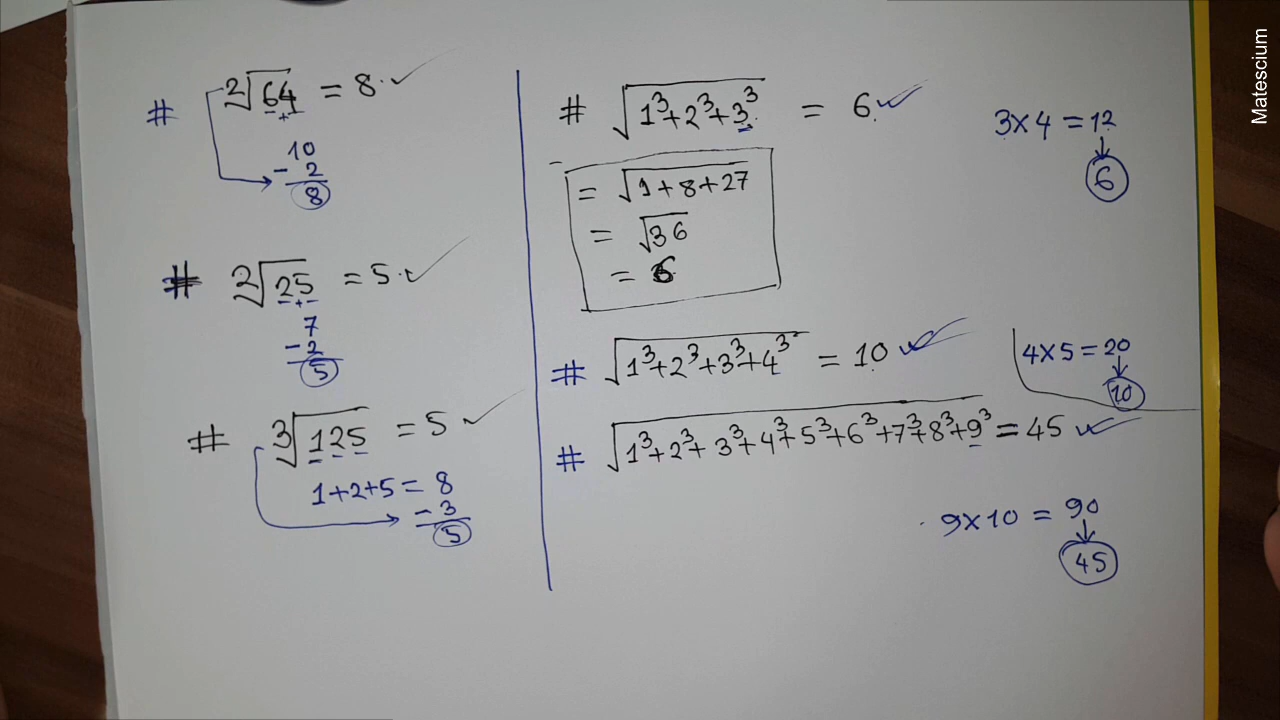 # ²√64 = 8 ✓
+
10
- 2
8
# ²√25 = 5 ✓
- + -
7
- 2
5
# ³√125 = 5 ✓
1+2+5 = 8
- 3
5
# √1³+2³+3³ = 6 ✓
3×4 = 12
↓
6
= √1+8+27
= √36
= 6
# √1³+2³+3³+4³ = 10 ✓
4×5 = 20
↓
10
# √1³+2³+3³+4³+5³+6³+7³+8³+9³ = 45 ✓
9×10 = 90
↓
45
Matescium